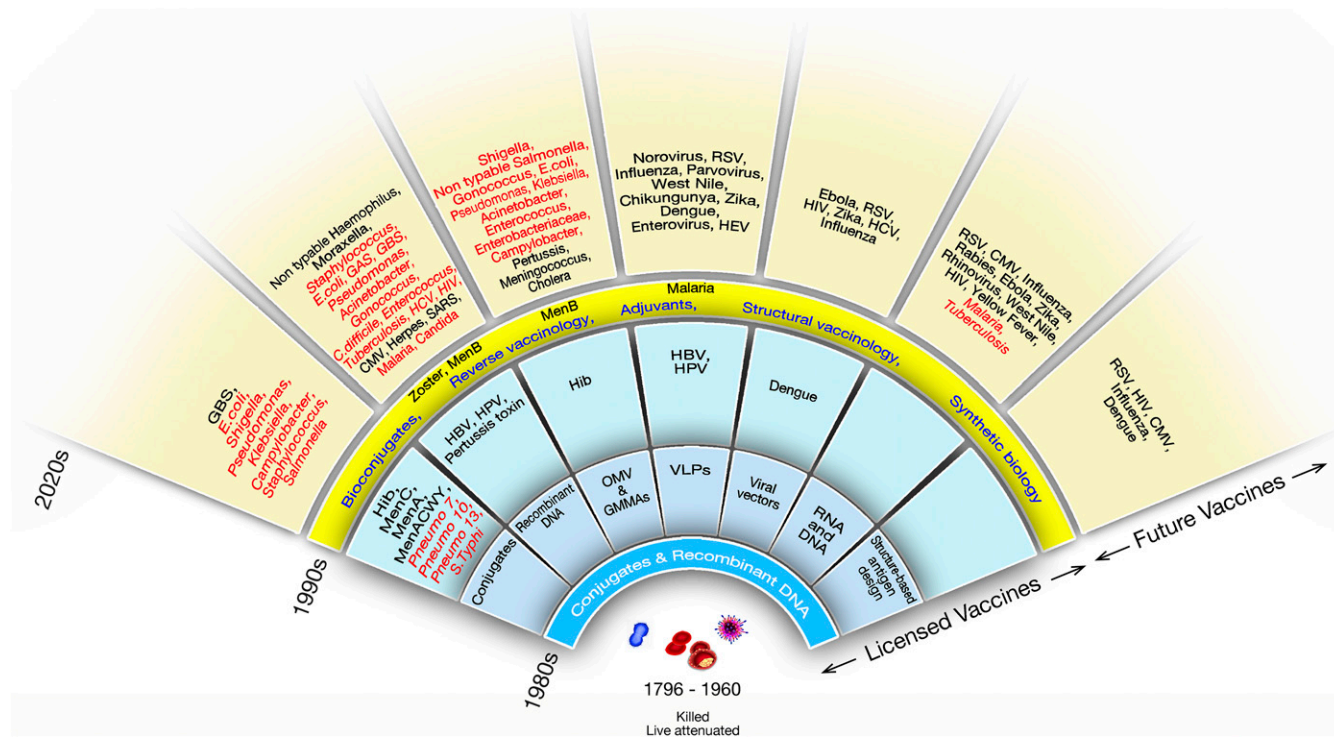 Shigella,
Non typable Salmonella,
Gonococcus, E.coli,
Pseudomonas, Klebsiella,
Acinetobacter,
Enterococcus,
Enterobacteriaceae,
Campylobacter,
Pertussis,
Meningococcus,
Cholera
Norovirus, RSV,
Influenza, Parvovirus,
West Nile,
Chikungunya, Zika,
Dengue,
Enterovirus, HEV
Ebola, RSV,
HIV, Zika, HCV,
Influenza
Non typable Haemophilus,
Moraxella,
Staphylococcus,
E.coli, GAS, GBS,
Pseudomonas,
Acinetobacter,
Gonococcus,
C.difficile, Enterococcus,
Tuberculosis, HCV, HIV,
CMV, Herpes, SARS,
Malaria, Candida
RSV, CMV, Influenza,
Rabies, Ebola, Zika,
Rhinovirus, West Nile,
HIV, Yellow Fever,
Malaria,
Tuberculosis
GBS,
E.coli,
Shigella,
Pseudomonas,
Klebsiella,
Campylobacter,
Staphylococcus,
Salmonella
RSV, HIV, CMV,
Influenza,
Dengue
Zoster, MenB
MenB
Malaria
Bioconjugates, Reverse vaccinology, Adjuvants, Structural vaccinology, Synthetic biology
Hib,
MenC,
MenA,
MenACWY,
Pneumo 7,
Pneumo 10,
Pneumo 13,
S.Typhi
HBV, HPV,
Pertussis toxin
Hib
HBV,
HPV
Dengue
Conjugates
Recombinant
DNA
OMV
&
GMMAs
VLPs
Viral
vectors
RNA
and
DNA
Structure-based
antigen
design
Conjugates & Recombinant DNA
2020s
1990s
1980s
Licensed Vaccines
Future Vaccines
1796 - 1960
Killed
Live attenuated